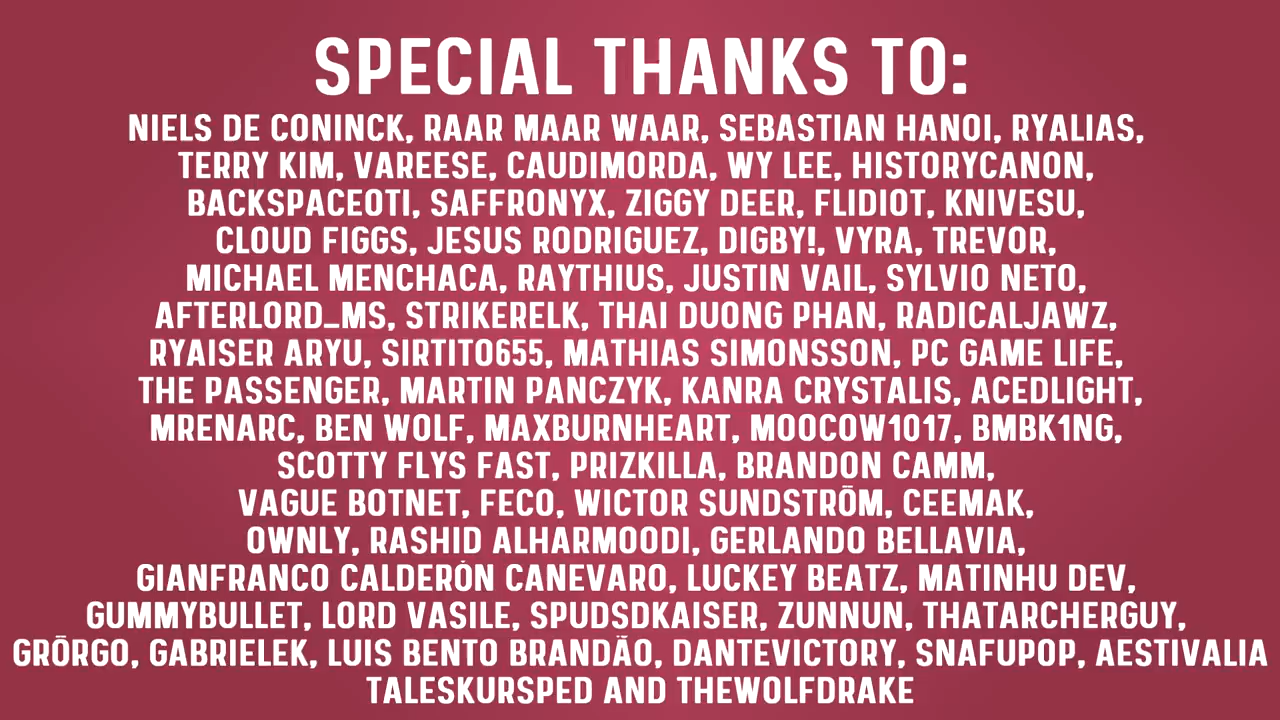 SPECIAL THANKS TO:
NIELS DE CONINCK, RAAR MAAR WAAR, SEBASTIAN HANOI, RYALIAS,
TERRY KIM, VAREESE, CAUDIMORDA, WY LEE, HISTORYCANON,
BACKSPACEOTI, SAFFRONYX, ZIGGY DEER, FLIDIOT, KNIVESU,
CLOUD FIGGS, JESUS RODRIGUEZ, DIGBY!, VYRA, TREVOR,
MICHAEL MENCHACA, RAYTHIUS, JUSTIN VAIL, SYLVIO NETO,
AFTERLORD_MS, STRIKERELK, THAI DUONG PHAN, RADICALJAWZ,
RYAISER ARYU, SIRTITO655, MATHIAS SIMONSSON, PC GAME LIFE,
THE PASSENGER, MARTIN PANCZYK, KANRA CRYSTALIS, ACEDLIGHT,
MRENARC, BEN WOLF, MAXBURNHEART, MOOCOW1017, BMBK1NG,
SCOTTY FLYS FAST, PRIZKILLA, BRANDON CAMM,
VAGUE BOTNET, FECO, WICTOR SUNDSTRÖM, CEEMAK,
OWNLY, RASHID ALHARMOODI, GERLANDO BELLAVIA,
GIANFRANCO CALDERÓN CANEVARO, LUCKEY BEATZ, MATINHU DEV,
GUMMYBULLET, LORD VASILE, SPUDSDKAISER, ZUNNUN, THATARCHERGUY,
GRÖRGO, GABRIELEK, LUIS BENTO BRANDÃO, DANTEVICTORY, SNAFUPOP, AESTIVALIA
TALESKURSPED AND THEWOLFDRAKE